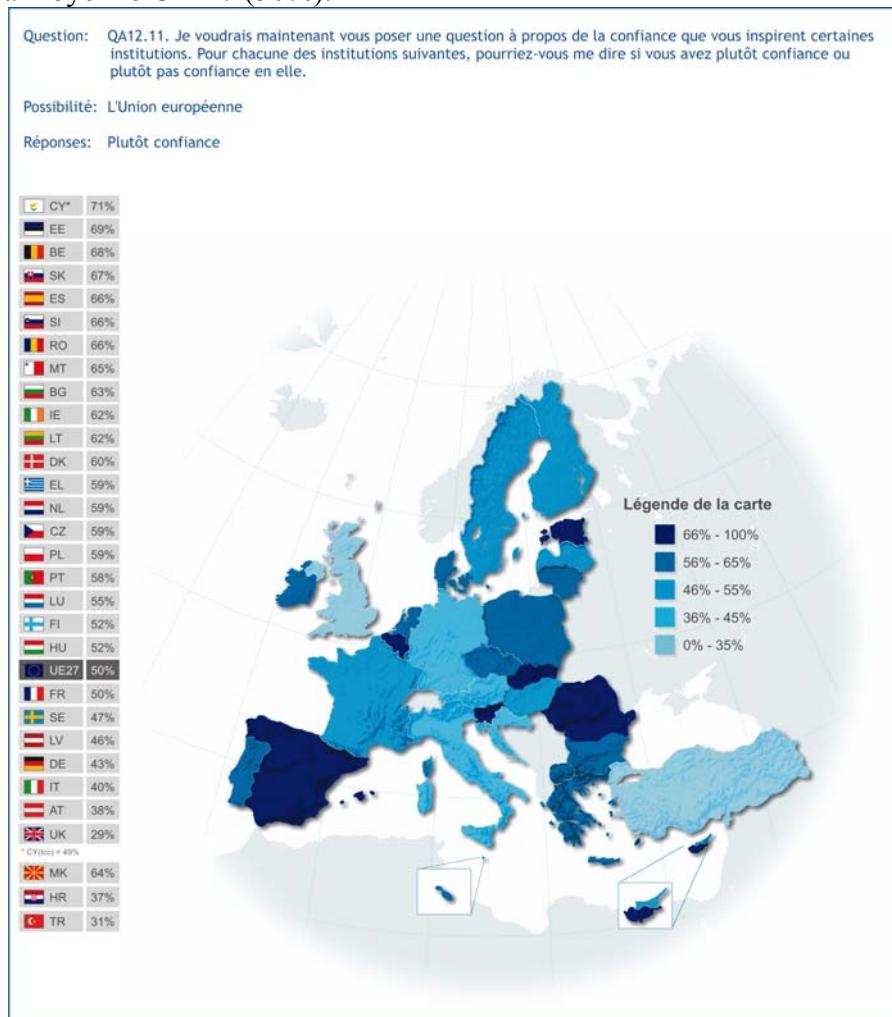 Question: QA12.11. Je voudrais maintenant vous poser une question à propos de la confiance que vous inspirent certaines
institutions. Pour chacune des institutions suivantes, pourriez-vous me dire si vous avez plutôt confiance ou
plutôt pas confiance en elle.
Possibilité: L'Union européenne
Réponses: Plutôt confiance
CY* 71%
EE 69%
BE 68%
SK 67%
ES 66%
SI 66%
RO 66%
MT 65%
BG 63%
IE 62%
LT 62%
DK 60%
EL 59%
NL 59%
CZ 59%
PL 59%
PT 58%
LU 55%
FI 52%
HU 52%
UE27 50%
FR 50%
SE 47%
LV 46%
DE 43%
IT 40%
AT 38%
UK 29%
* CY(tcc) = 49%
MK 64%
HR 37%
TR 31%
Légende de la carte
66% - 100%
56% - 65%
46% - 55%
36% - 45%
0% - 35%